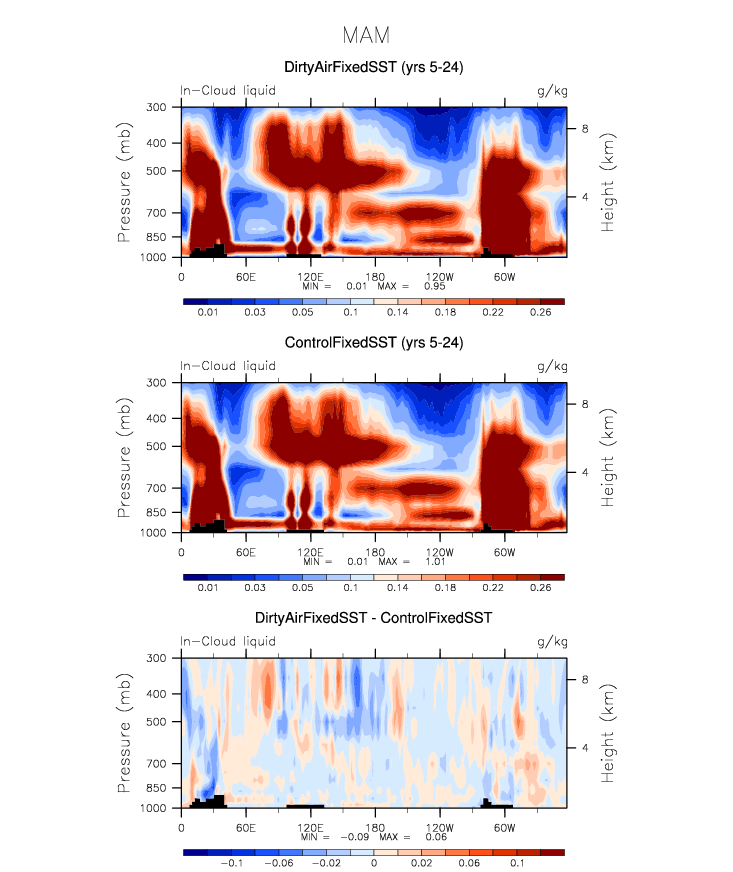 MAM
DirtyAirFixedSST (yrs 5-24)
In-Cloud liquid g/kg
300
400
500
700
850
1000
Pressure (mb)
8
4
Height (km)
0 60E 120E 180 120W 60W
MIN = 0.01 MAX = 0.95
0.01 0.03 0.05 0.1 0.14 0.18 0.22 0.26
ControlFixedSST (yrs 5-24)
In-Cloud liquid g/kg
300
400
500
700
850
1000
Pressure (mb)
8
4
Height (km)
0 60E 120E 180 120W 60W
MIN = 0.01 MAX = 1.01
0.01 0.03 0.05 0.1 0.14 0.18 0.22 0.26
DirtyAirFixedSST - ControlFixedSST
In-Cloud liquid g/kg
300
400
500
700
850
1000
Pressure (mb)
8
4
Height (km)
0 60E 120E 180 120W 60W
MIN = -0.09 MAX = 0.06
-0.1 -0.06 -0.02 0 0.02 0.06 0.1